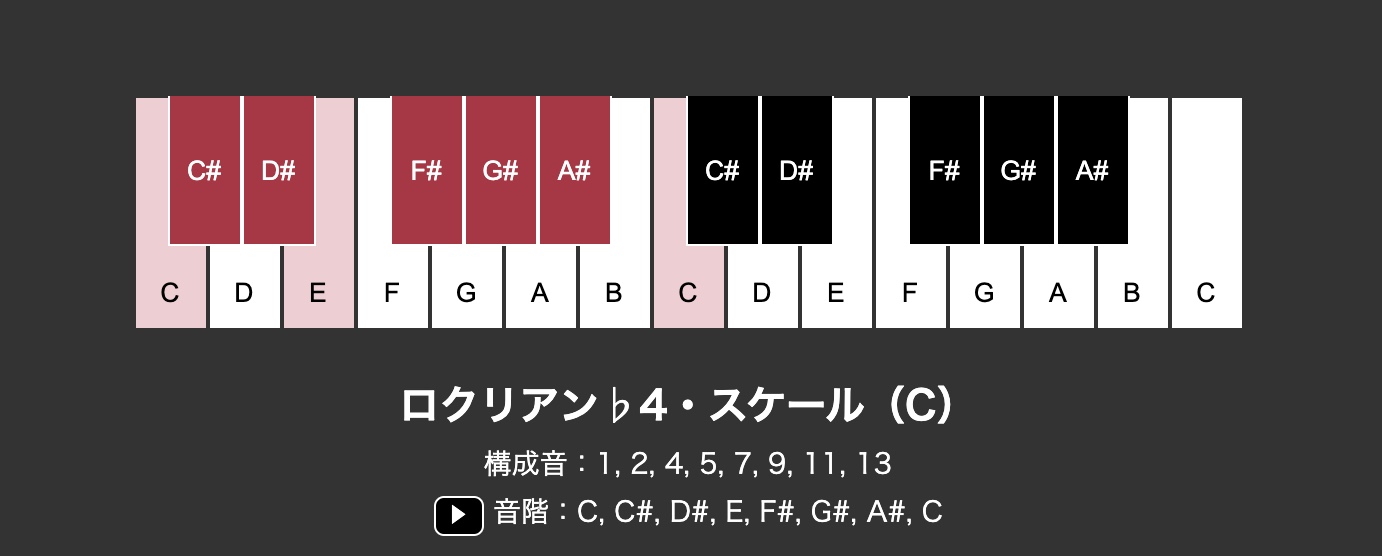 C# D# F# G# A# C# D# F# G# A#
C D E F G A B C D E F G A B C
ロクリアン♭4・スケール（C）
構成音：1, 2, 4, 5, 7, 9, 11, 13
音階：C, C#, D#, E, F#, G#, A#, C